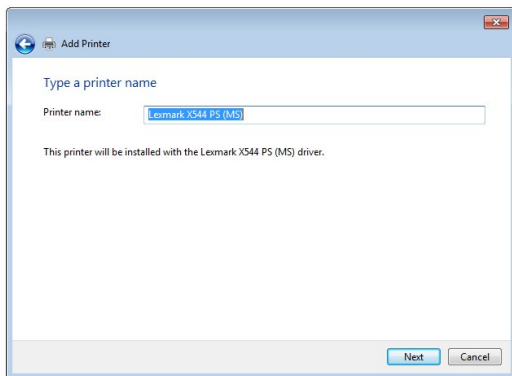 Add Printer
Type a printer name
Printer name: Lexmark X544 PS (MS)
This printer will be installed with the Lexmark X544 PS (MS) driver.
Next Cancel